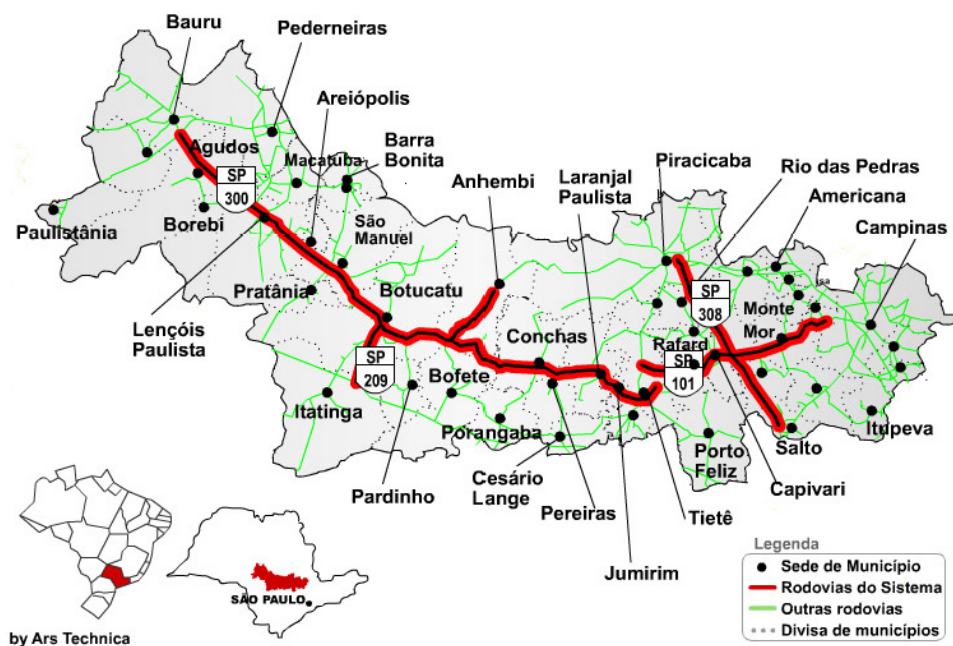 Bauru
Pederneiras
Areiópolis
Barra
Bonita
Agudos
Macatuba
SP
300
Anhembi
Laranjal
Paulista
Piracicaba
Rio das Pedras
Americana
Campinas
Paulistânia
Borebi
São
Manuel
Pratânia
Botucatu
Lençóis
Paulista
SP
209
Conchas
SP
308
Monte
Mor
Rafard
SP
101
Itatinga
Bofete
Porangaba
Pardinho
Cesário
Lange
Pereiras
Jumirim
Tietê
Porto
Feliz
Capivari
Salto
Itupeva
SÃO PAULO
by Ars Technica
Legenda
Sede de Município
Rodovias do Sistema
Outras rodovias
Divisa de municípios